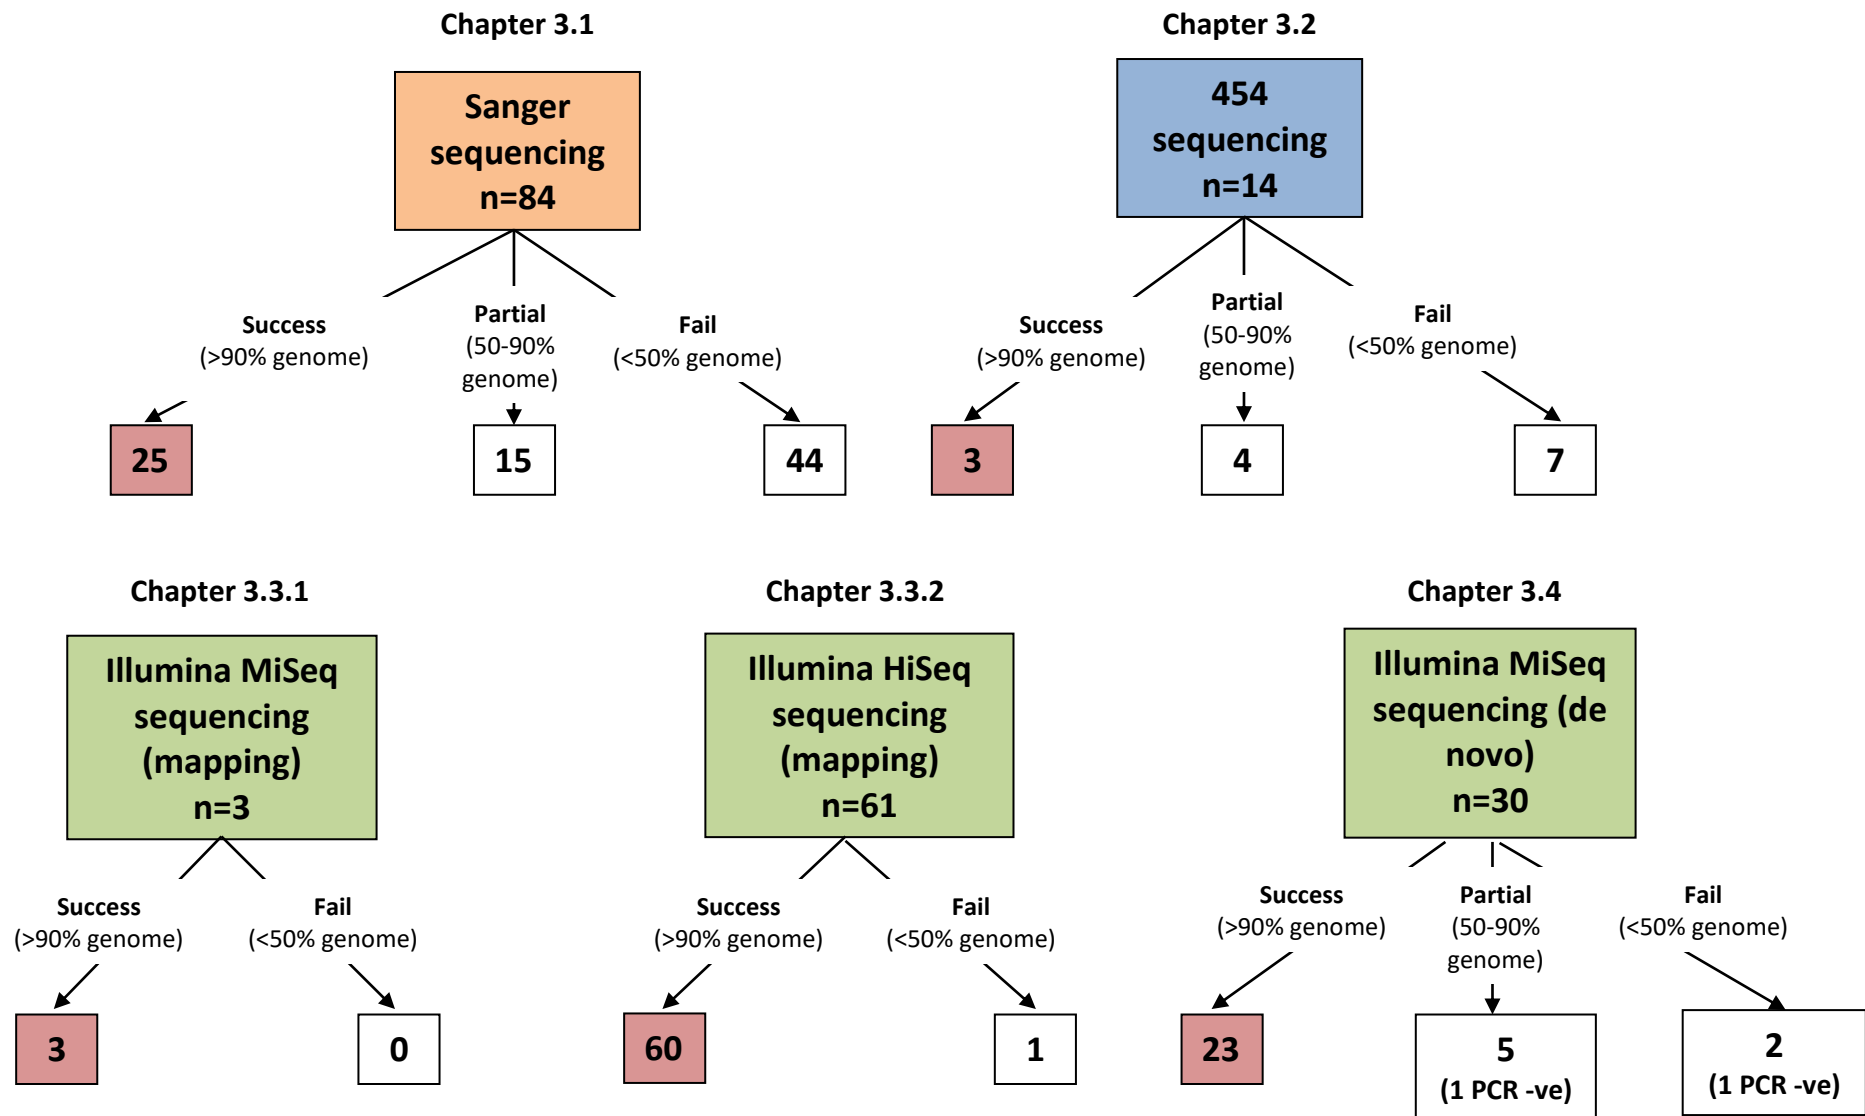 Chapter 3.1
Sanger
sequencing
n=84
Success
(>90% genome)
Partial
(50-90%
genome)
Fail
(<50% genome)
25
15
44
Chapter 3.2
454
sequencing
n=14
Success
(>90% genome)
Partial
(50-90%
genome)
Fail
(<50% genome)
3
4
7
Chapter 3.3.1
Illumina MiSeq
sequencing
(mapping)
n=3
Success
(>90% genome)
Fail
(<50% genome)
3
0
Chapter 3.3.2
Illumina HiSeq
sequencing
(mapping)
n=61
Success
(>90% genome)
Fail
(<50% genome)
60
1
Chapter 3.4
Illumina MiSeq
sequencing (de
novo)
n=30
Success
(>90% genome)
Partial
(50-90%
genome)
Fail
(<50% genome)
23
5
(1 PCR -ve)
2
(1 PCR -ve)